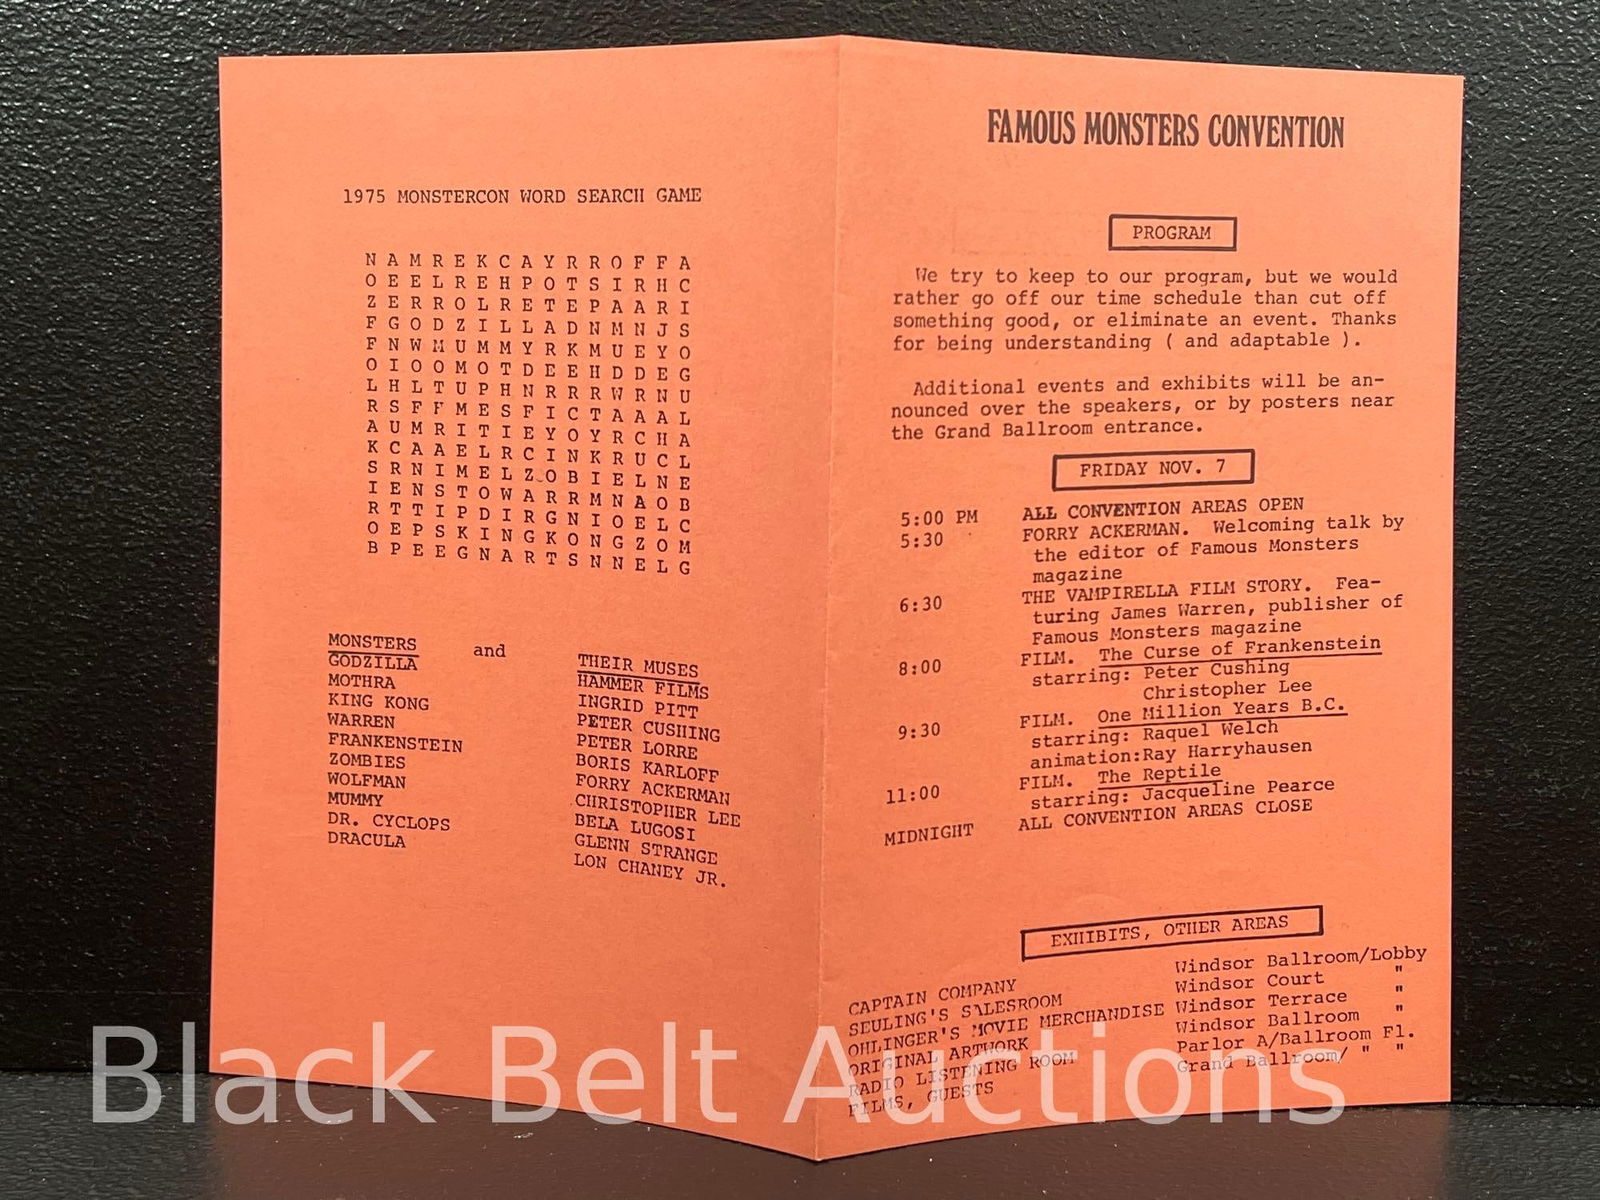 1975 MONSTERCON WORD SEARCH GAME
N A M R E K C A Y R R O F F A
O E E L R E H P O T S I R H C
Z E R R O L R E T E P A A R I
F G O D Z I L L A D N M N J S
F N W M U M M Y R K M U E Y O
O I O O M O T D E E H D D E G
L H L T U P H N R R R W R N U
R S F F M E S F I C T A A A L
A U M R I T I E Y O Y R C H A
K C A A E L R C I N K R U C L
S R N I M E L Z O B I E L N E
I E N S T O W A R R M N A O B
R T T I P D I R G N I O E L C
O E P S K I N G K O N G Z O M
B P E E G N A R T S N N E L G
MONSTERS and THEIR MUSES
GODZILLA
MOTHRA
KING KONG
WARREN
FRANKENSTEIN
ZOMBIES
WOLFMAN
MUMMY
DR. CYCLOPS
DRACULA
HAMMER FILMS
INGRID PITT
PETER CUSHING
PETER LORRE
BORIS KARLOFF
FORRY ACKERMAN
CHRISTOPHER LEE
BELA LUGOSI
GLENN STRANGE
LON CHANEY JR.
FAMOUS MONSTERS CONVENTION
PROGRAM
We try to keep to our program, but we would
rather go off our time schedule than cut off
something good, or eliminate an event. Thanks
for being understanding ( and adaptable ).
Additional events and exhibits will be an-
nounced over the speakers, or by posters near
the Grand Ballroom entrance.
FRIDAY NOV. 7
5:00 PM ALL CONVENTION AREAS OPEN
5:30 FORRY ACKERMAN. Welcoming talk by
the editor of Famous Monsters
magazine
6:30 THE VAMPIRELLA FILM STORY. Fea-
turing James Warren, publisher of
Famous Monsters magazine
8:00 FILM. The Curse of Frankenstein
starring: Peter Cushing
Christopher Lee
9:30 FILM. One Million Years B.C.
starring: Raquel Welch
animation:Ray Harryhausen
11:00 FILM. The Reptile
starring: Jacqueline Pearce
MIDNIGHT ALL CONVENTION AREAS CLOSE
EXHIBITS, OTHER AREAS
CAPTAIN COMPANY Windsor Ballroom/Lobby
SEULING'S SALESROOM Windsor Court "
OHLINGER'S MOVIE MERCHANDISE Windsor Terrace "
ORIGINAL ARTWORK Windsor Ballroom "
RADIO LISTENING ROOM Parlor A/Ballroom Fl.
FILMS, GUESTS Grand Ballroom/ " "
Black Belt Auctions